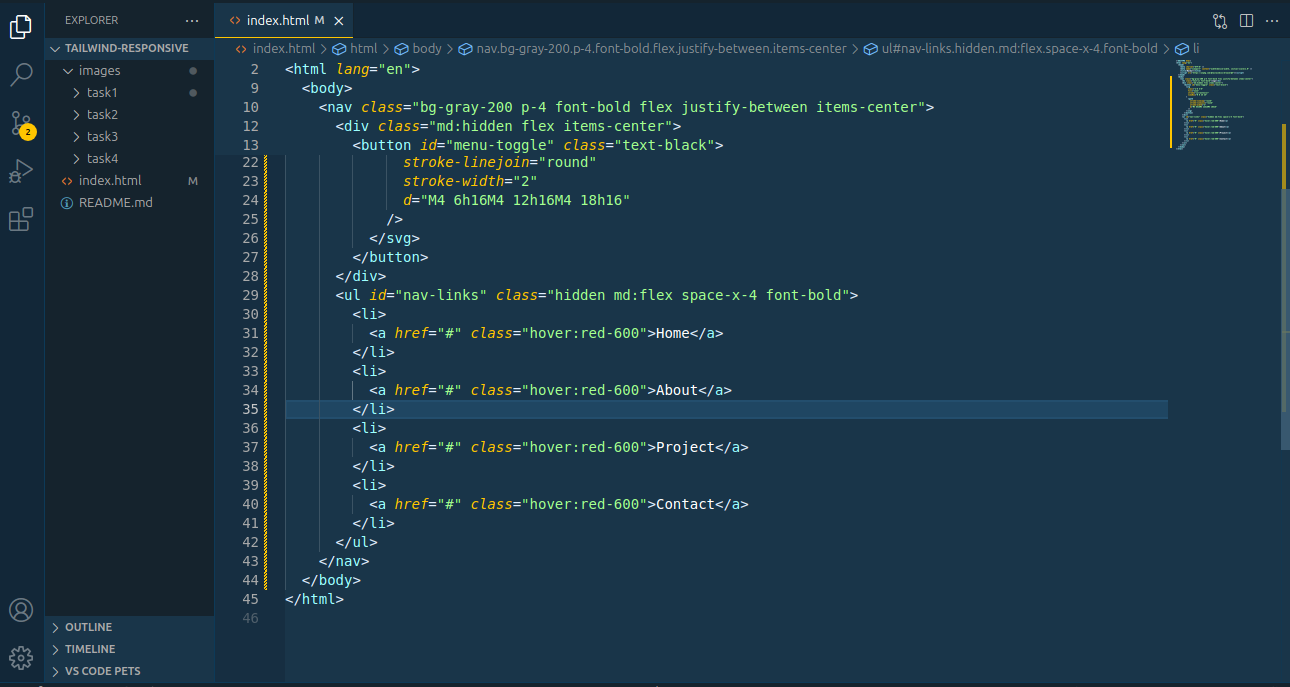 EXPLORER
TAILWIND-RESPONSIVE
images
task1
task2
task3
task4
index.html M
README.md
2
OUTLINE
TIMELINE
VS CODE PETS
index.html M
index.html > html > body > nav.bg-gray-200.p-4.font-bold.flex.justify-between.items-center > ul#nav-links.hidden.md:flex.space-x-4.font-bold > li
2 <html lang="en">
9 <body>
10 <nav class="bg-gray-200 p-4 font-bold flex justify-between items-center">
12 <div class="md:hidden flex items-center">
13 <button id="menu-toggle" class="text-black">
22 stroke-linejoin="round"
23 stroke-width="2"
24 d="M4 6h16M4 12h16M4 18h16"
25 />
26 </svg>
27 </button>
28 </div>
29 <ul id="nav-links" class="hidden md:flex space-x-4 font-bold">
30 <li>
31 <a href="#" class="hover:red-600">Home</a>
32 </li>
33 <li>
34 <a href="#" class="hover:red-600">About</a>
35 </li>
36 <li>
37 <a href="#" class="hover:red-600">Project</a>
38 </li>
39 <li>
40 <a href="#" class="hover:red-600">Contact</a>
41 </li>
42 </ul>
43 </nav>
44 </body>
45 </html>
46